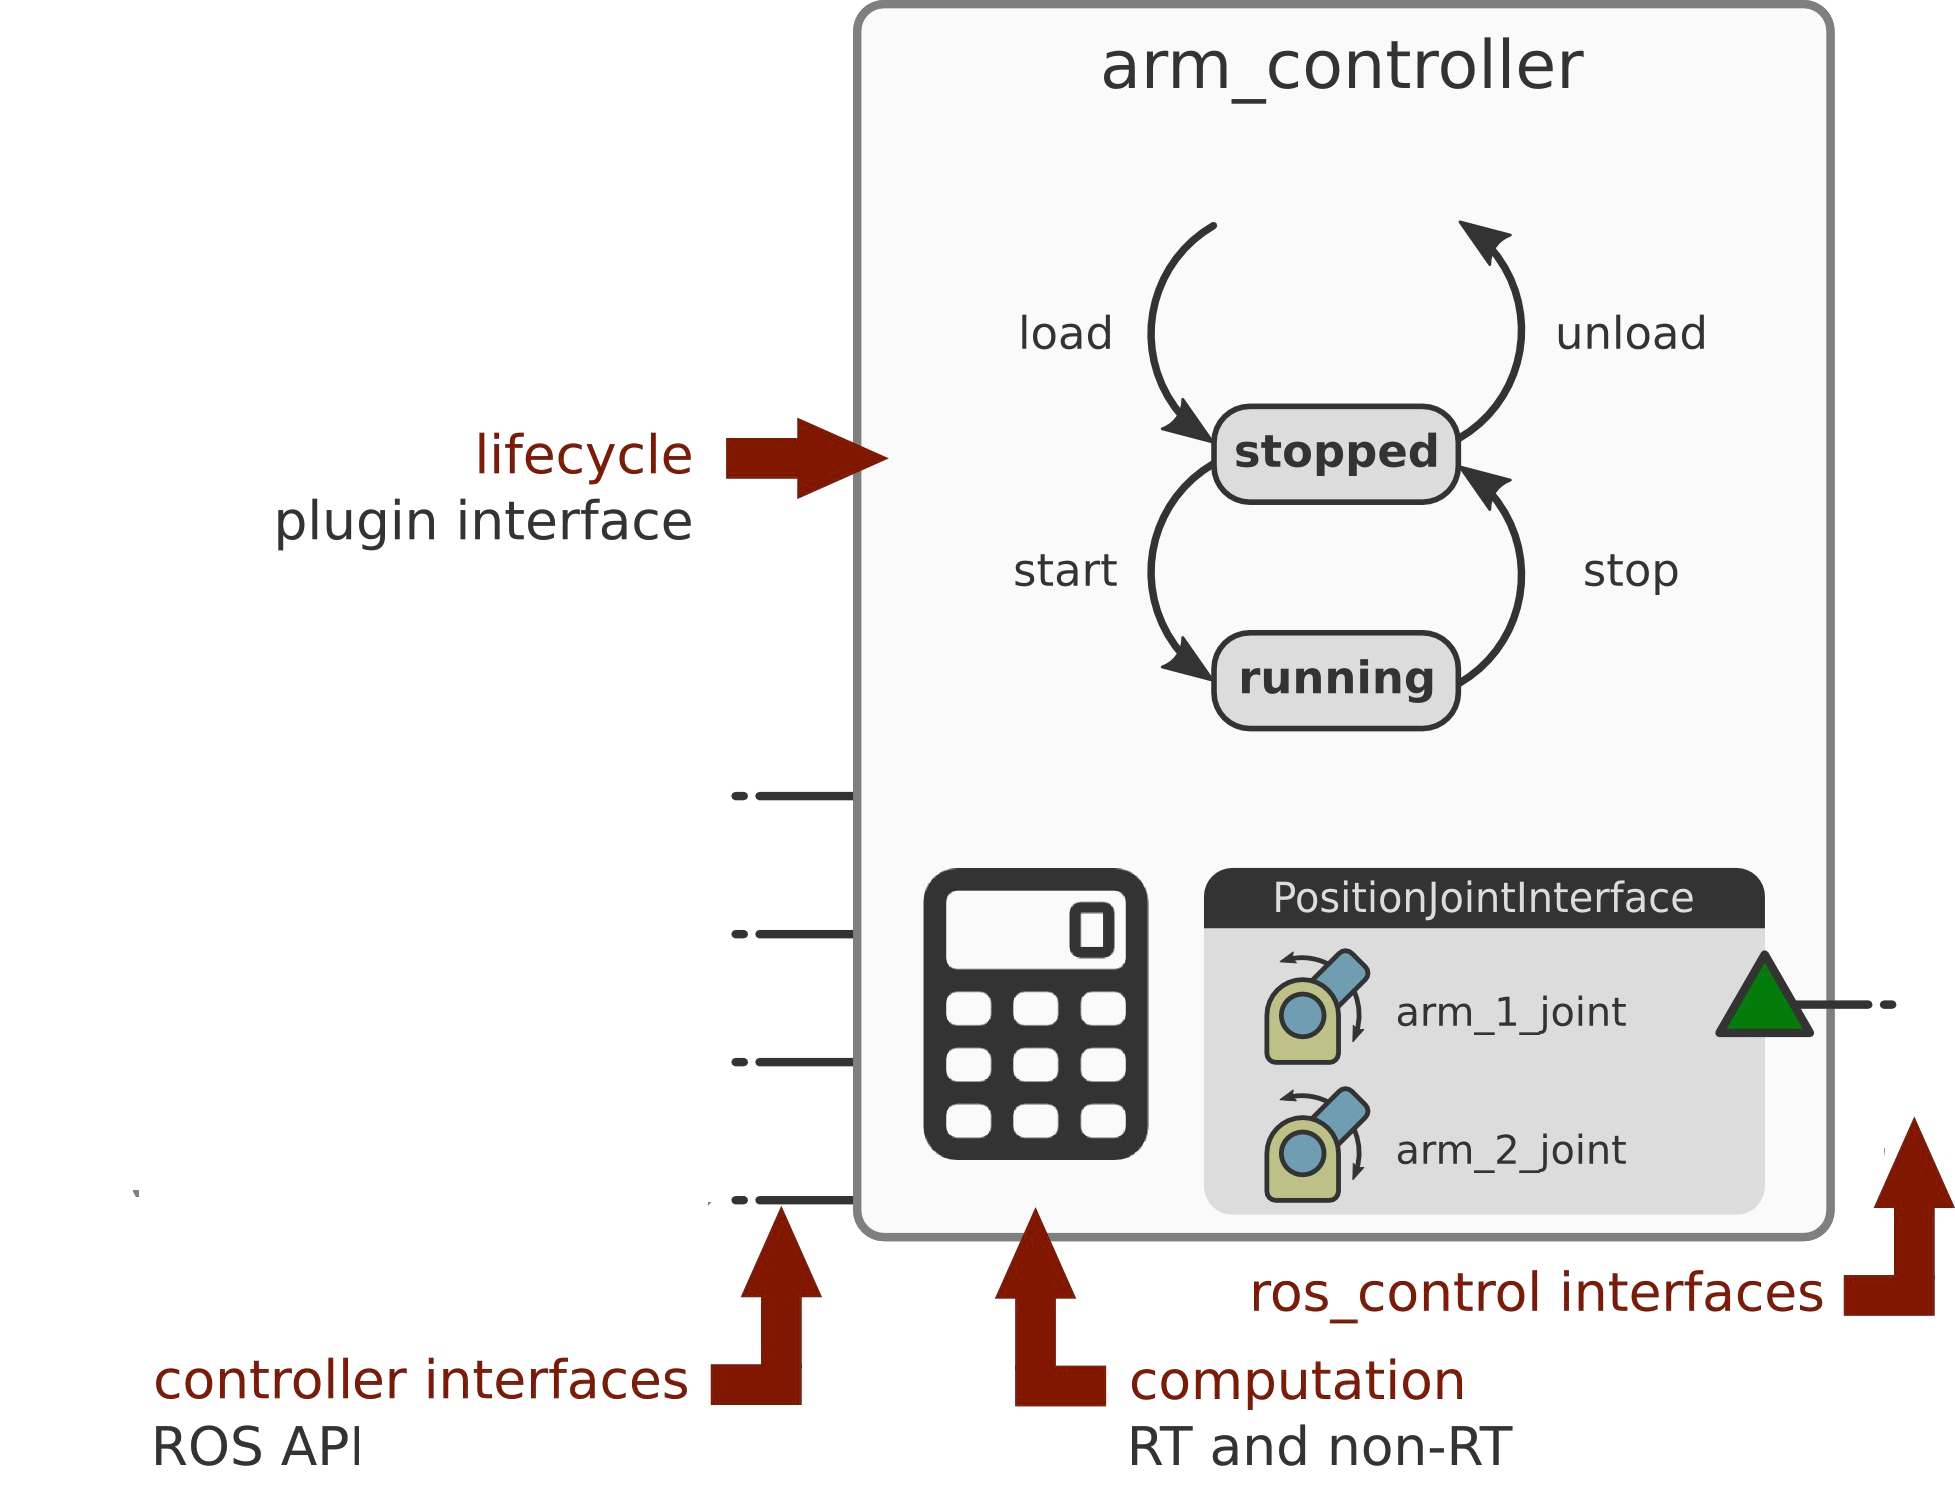 arm_controller
load
unload
stopped
lifecycle
plugin interface
start
stop
running
0
PositionJointInterface
arm_1_joint
arm_2_joint
ros_control interfaces
controller interfaces
ROS API
computation
RT and non-RT